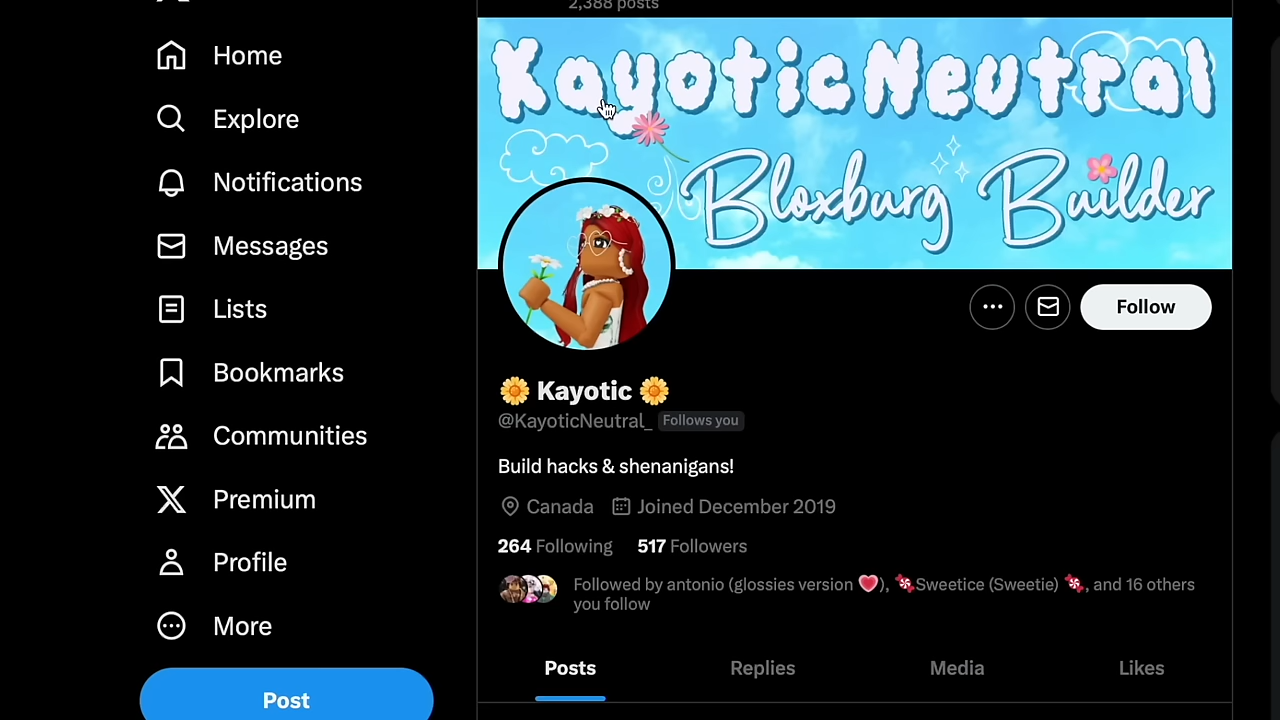 2,388 posts
KayoticNeutral
Bloxburg Builder
Home
Explore
Notifications
Messages
Lists
Bookmarks
Communities
Premium
Profile
More
Post
Follow
🌼 Kayotic 🌼
@KayoticNeutral_ Follows you
Build hacks & shenanigans!
Canada Joined December 2019
264 Following 517 Followers
Followed by antonio (glossies version ❤️), 🍬Sweetice (Sweetie) 🍬, and 16 others
you follow
Posts Replies Media Likes